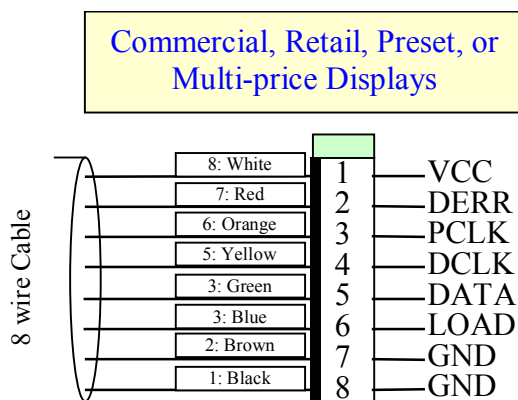 Commercial, Retail, Preset, or
Multi-price Displays
8 wire Cable
8: White 1 VCC
7: Red 2 DERR
6: Orange 3 PCLK
5: Yellow 4 DCLK
3: Green 5 DATA
3: Blue 6 LOAD
2: Brown 7 GND
1: Black 8 GND